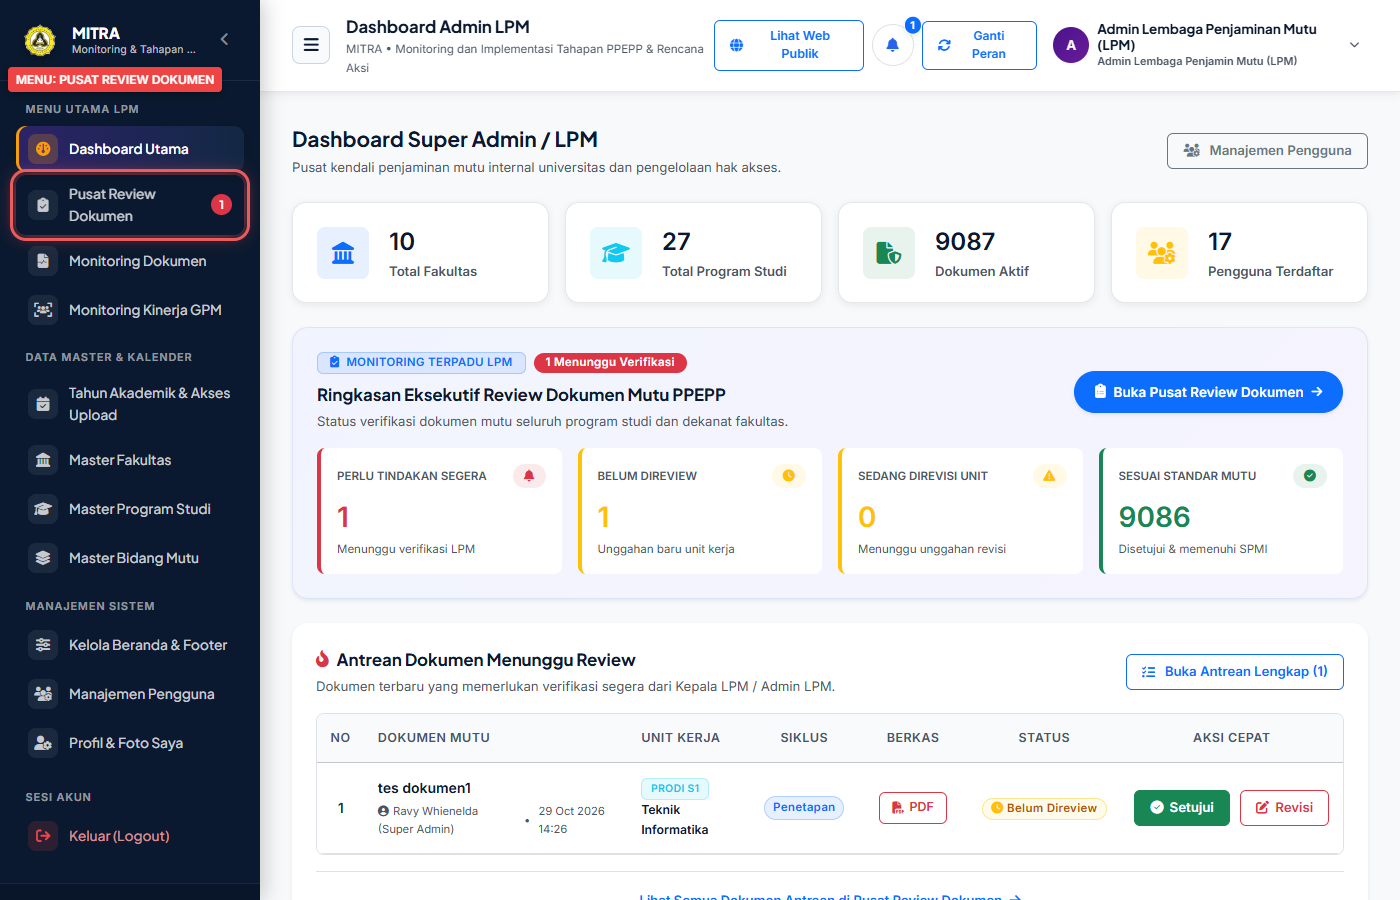 MITRA
Monitoring & Tahapan ...
MENU: PUSAT REVIEW DOKUMEN
MENU UTAMA LPM
Dashboard Utama
Pusat Review
Dokumen
1
Monitoring Dokumen
Monitoring Kinerja GPM
DATA MASTER & KALENDER
Tahun Akademik & Akses
Upload
Master Fakultas
Master Program Studi
Master Bidang Mutu
MANAJEMEN SISTEM
Kelola Beranda & Footer
Manajemen Pengguna
Profil & Foto Saya
SESI AKUN
Keluar (Logout)
Dashboard Admin LPM
MITRA • Monitoring dan Implementasi Tahapan PPEPP & Rencana
Aksi
Lihat Web
Publik
1
Ganti
Peran
A
Admin Lembaga Penjaminan Mutu
(LPM)
Admin Lembaga Penjamin Mutu (LPM)
Dashboard Super Admin / LPM
Pusat kendali penjaminan mutu internal universitas dan pengelolaan hak akses.
Manajemen Pengguna
10
Total Fakultas
27
Total Program Studi
9087
Dokumen Aktif
17
Pengguna Terdaftar
MONITORING TERPADU LPM
1 Menunggu Verifikasi
Ringkasan Eksekutif Review Dokumen Mutu PPEPP
Status verifikasi dokumen mutu seluruh program studi dan dekanat fakultas.
Buka Pusat Review Dokumen
PERLU TINDAKAN SEGERA
1
Menunggu verifikasi LPM
BELUM DIREVIEW
1
Unggahan baru unit kerja
SEDANG DIREVISI UNIT
0
Menunggu unggahan revisi
SESUAI STANDAR MUTU
9086
Disetujui & memenuhi SPMI
Antrean Dokumen Menunggu Review
Dokumen terbaru yang memerlukan verifikasi segera dari Kepala LPM / Admin LPM.
Buka Antrean Lengkap (1)
NO DOKUMEN MUTU UNIT KERJA SIKLUS BERKAS STATUS AKSI CEPAT
1
tes dokumen1
Ravy Whienelda
(Super Admin)
• 29 Oct 2026
14:26
PRODI S1
Teknik
Informatika
Penetapan
PDF
Belum Direview
Setujui
Revisi
Lihat Semua Dokumen Antrean di Pusat Review Dokumen